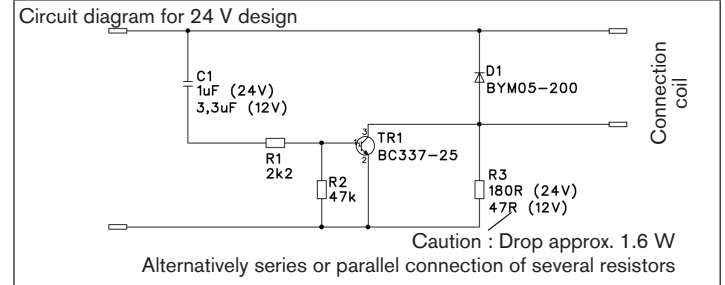 Circuit diagram for 24 V design
C1
1uF (24V)
3,3uF (12V)
D1
BYM05-200
Connection
coil
3
TR1
1
BC337-25
2
R1
2k2
R2
47k
R3
180R (24V)
47R (12V)
Caution : Drop approx. 1.6 W
Alternatively series or parallel connection of several resistors